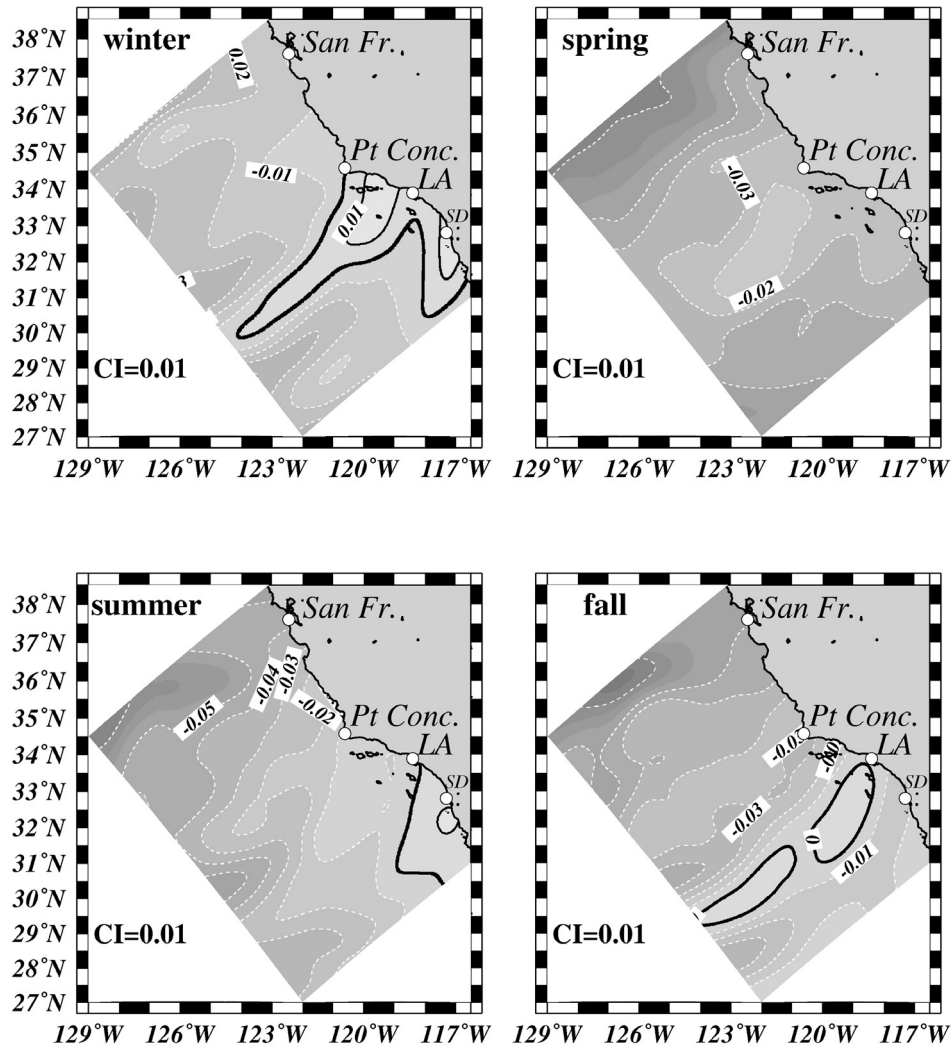 38°N winter San Fr. spring San Fr.
37°N 0.02
36°N
35°N Pt Conc. Pt Conc.
34°N -0.01 LA -0.03 LA
33°N 0.01 SD SD
32°N
31°N 3 -0.02
30°N
29°N CI=0.01 CI=0.01
28°N
27°N
129°W 126°W 123°W 120°W 117°W 129°W 126°W 123°W 120°W 117°W
38°N summer San Fr. fall San Fr.
37°N
36°N -0.04 -0.03
35°N -0.05 -0.02 Pt Conc. Pt Conc.
34°N LA LA
33°N SD SD
32°N -0.03 0
31°N -0.01
30°N
29°N CI=0.01 CI=0.01
28°N
27°N
129°W 126°W 123°W 120°W 117°W 129°W 126°W 123°W 120°W 117°W